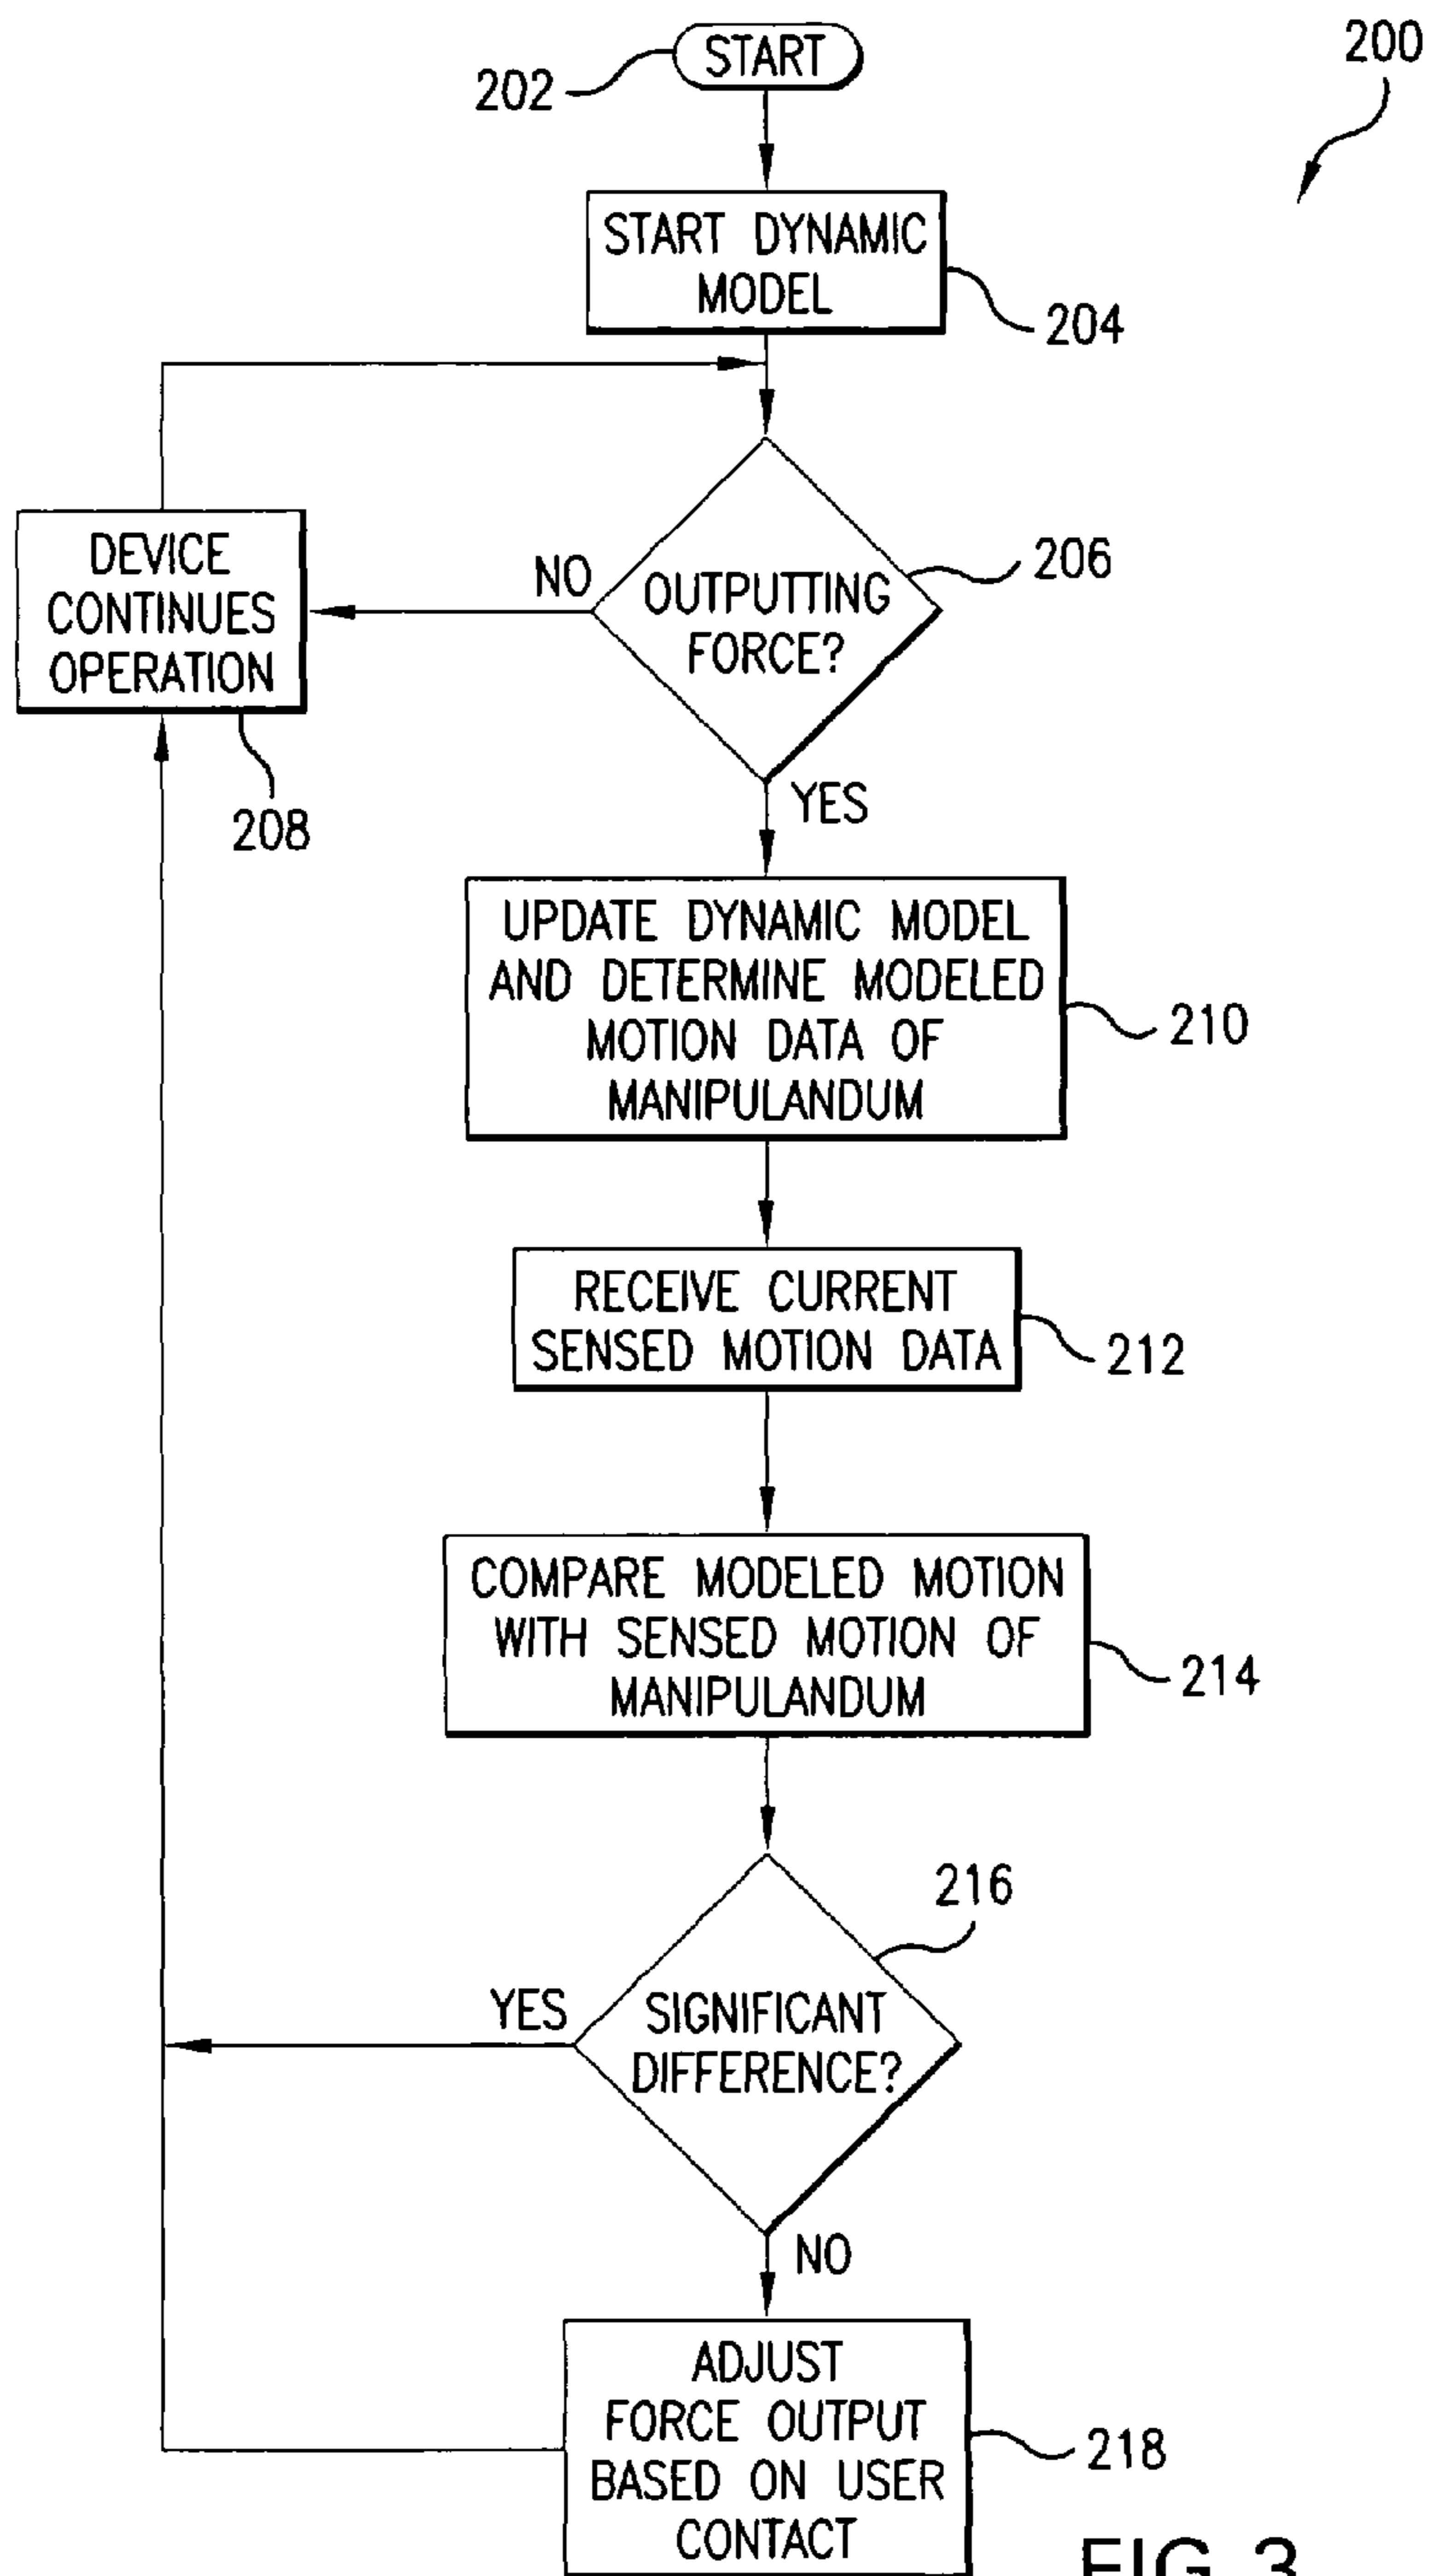 200
START
202
START DYNAMIC
MODEL
204
OUTPUTTING
FORCE?
206
NO
DEVICE
CONTINUES
OPERATION
208
YES
UPDATE DYNAMIC MODEL
AND DETERMINE MODELED
MOTION DATA OF
MANIPULANDUM
210
RECEIVE CURRENT
SENSED MOTION DATA
212
COMPARE MODELED MOTION
WITH SENSED MOTION OF
MANIPULANDUM
214
216
SIGNIFICANT
DIFFERENCE?
YES
NO
ADJUST
FORCE OUTPUT
BASED ON USER
CONTACT
218
FIG. 3